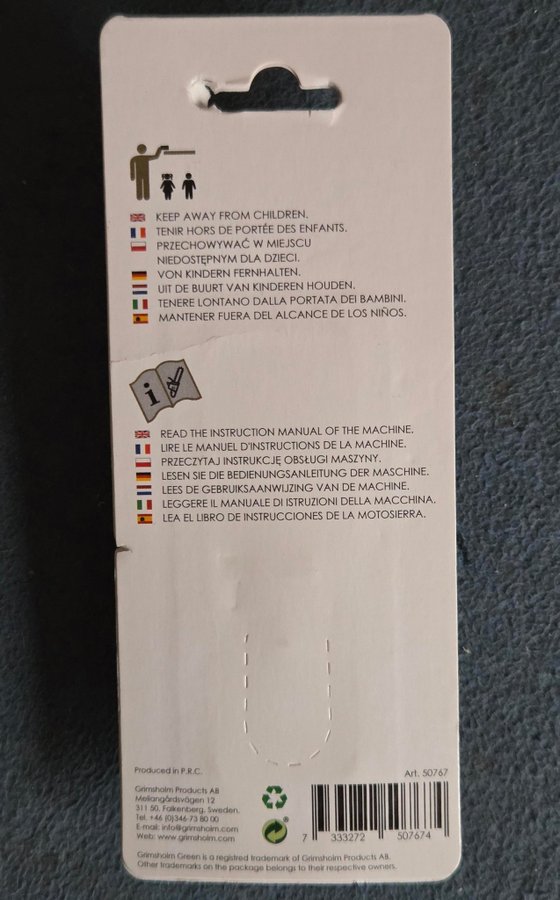 KEEP AWAY FROM CHILDREN.
TENIR HORS DE PORTÉE DES ENFANTS.
PRZECHOWYWAĆ W MIEJSCU
NIEDOSTĘPNYM DLA DZIECI.
VON KINDERN FERNHALTEN.
UIT DE BUURT VAN KINDEREN HOUDEN.
TENERE LONTANO DALLA PORTATA DEI BAMBINI.
MANTENER FUERA DEL ALCANCE DE LOS NIÑOS.
i
READ THE INSTRUCTION MANUAL OF THE MACHINE.
LIRE LE MANUEL D'INSTRUCTIONS DE LA MACHINE.
PRZECZYTAJ INSTRUKCJĘ OBSŁUGI MASZYNY.
LESEN SIE DIE BEDIENUNGSANLEITUNG DER MASCHINE.
LEES DE GEBRUIKSAANWIJZING VAN DE MACHINE.
LEGGERE IL MANUALE DI ISTRUZIONI DELLA MACCHINA.
LEA EL LIBRO DE INSTRUCCIONES DE LA MOTOSIERRA.
Produced in P.R.C.
Art. 50767
Grimsholm Products AB
Mellangårdsvägen 12
311 50, Falkenberg, Sweden,
Tel. +46 (0)346-73 80 00
E-mail: info@grimsholm.com
Web: www.grimsholm.com
7 333272 507674
Grimsholm Green is a registred trademark of Grimsholm Products AB.
Other trademarks on the package belongs to their respective owners.